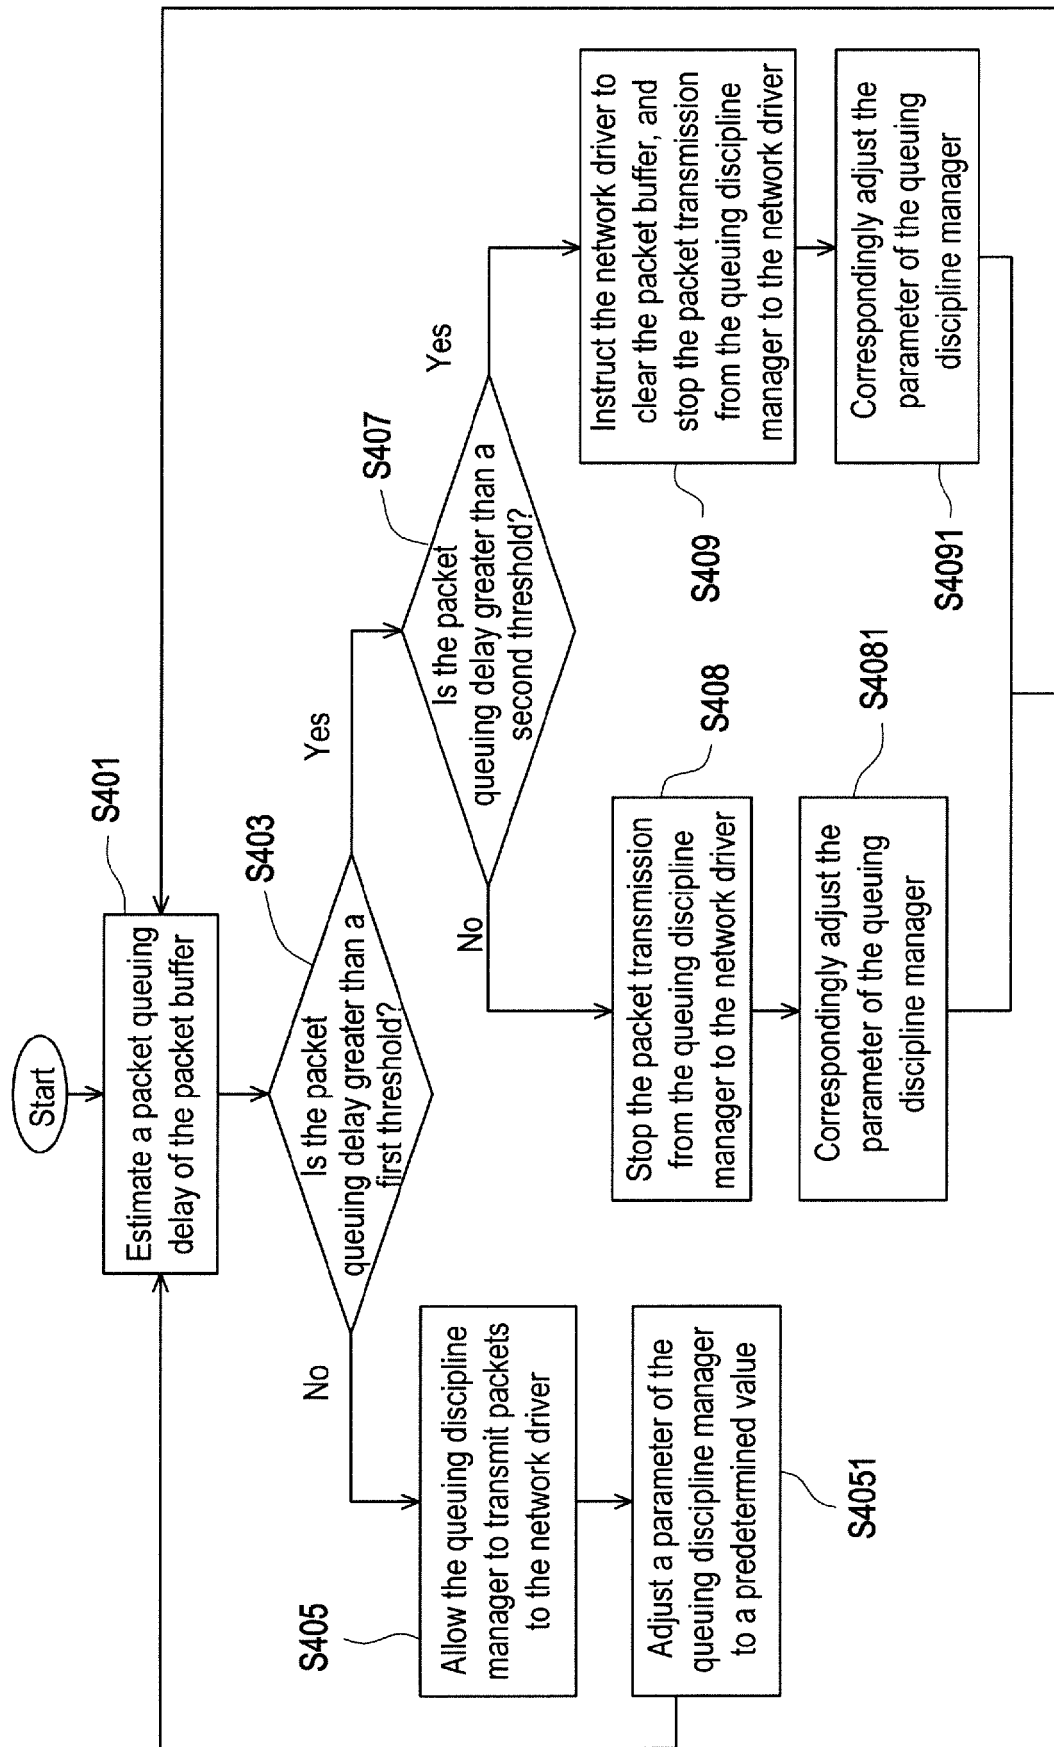 Start
S401
Estimate a packet queuing
delay of the packet buffer
S403
Is the packet
queuing delay greater than a
first threshold?
No
Yes
S405
Allow the queuing discipline
manager to transmit packets
to the network driver
Adjust a parameter of the
queuing discipline manager
to a predetermined value
S4051
S407
Is the packet
queuing delay greater than a
second threshold?
No
Yes
S408
Stop the packet transmission
from the queuing discipline
manager to the network driver
S4081
Correspondingly adjust the
parameter of the queuing
discipline manager
Instruct the network driver to
clear the packet buffer, and
stop the packet transmission
from the queuing discipline
manager to the network driver
S409
Correspondingly adjust the
parameter of the queuing
discipline manager
S4091